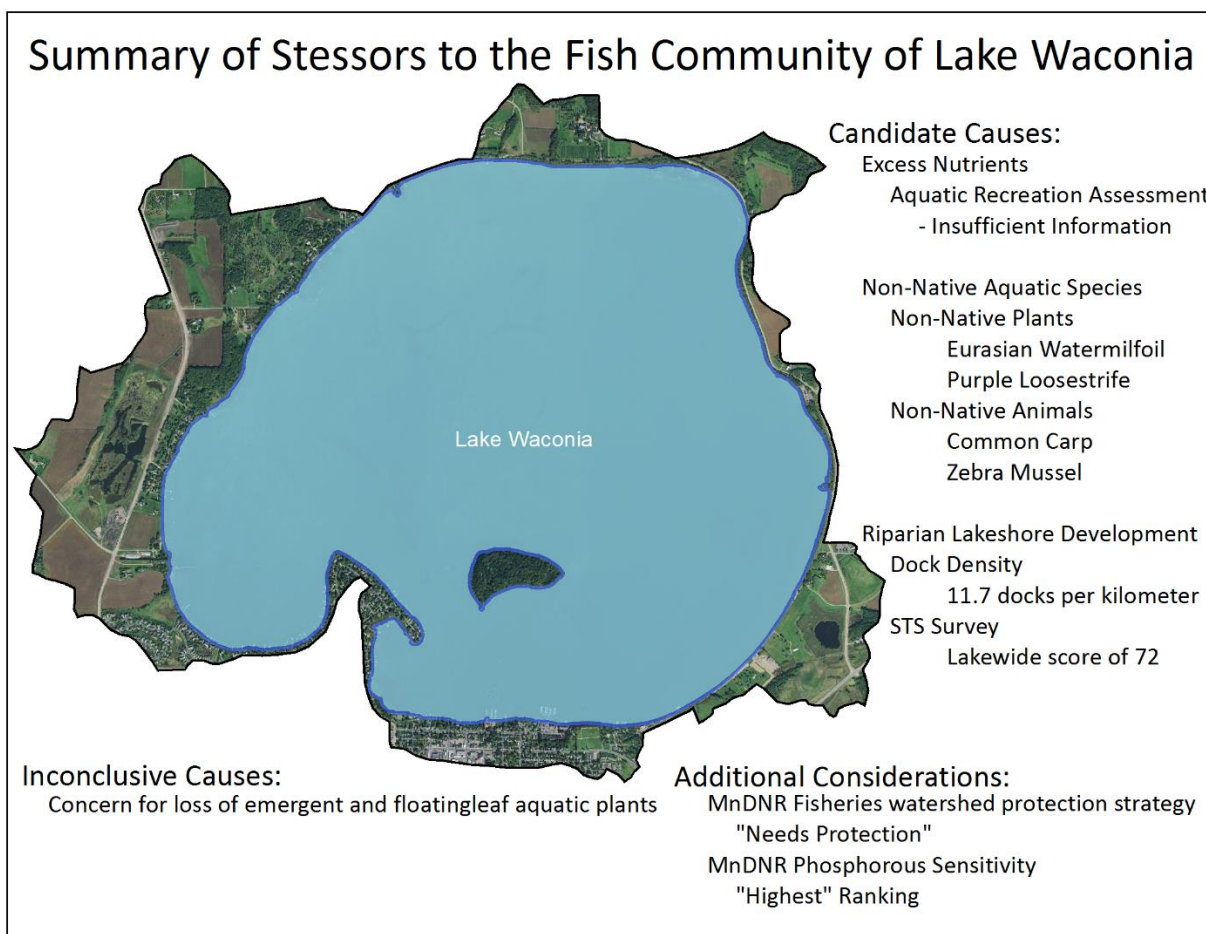 Summary of Stessors to the Fish Community of Lake Waconia
Candidate Causes:
Excess Nutrients
Aquatic Recreation Assessment
- Insufficient Information
Non-Native Aquatic Species
Non-Native Plants
Eurasian Watermilfoil
Purple Loosestrife
Non-Native Animals
Common Carp
Zebra Mussel
Riparian Lakeshore Development
Dock Density
11.7 docks per kilometer
STS Survey
Lakewide score of 72
Lake Waconia
Inconclusive Causes:
Concern for loss of emergent and floatingleaf aquatic plants
Additional Considerations:
MnDNR Fisheries watershed protection strategy
"Needs Protection"
MnDNR Phosphorous Sensitivity
"Highest" Ranking